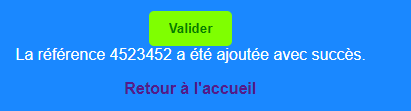 Valider
La référence 4523452 a été ajoutée avec succès.
Retour à l'accueil